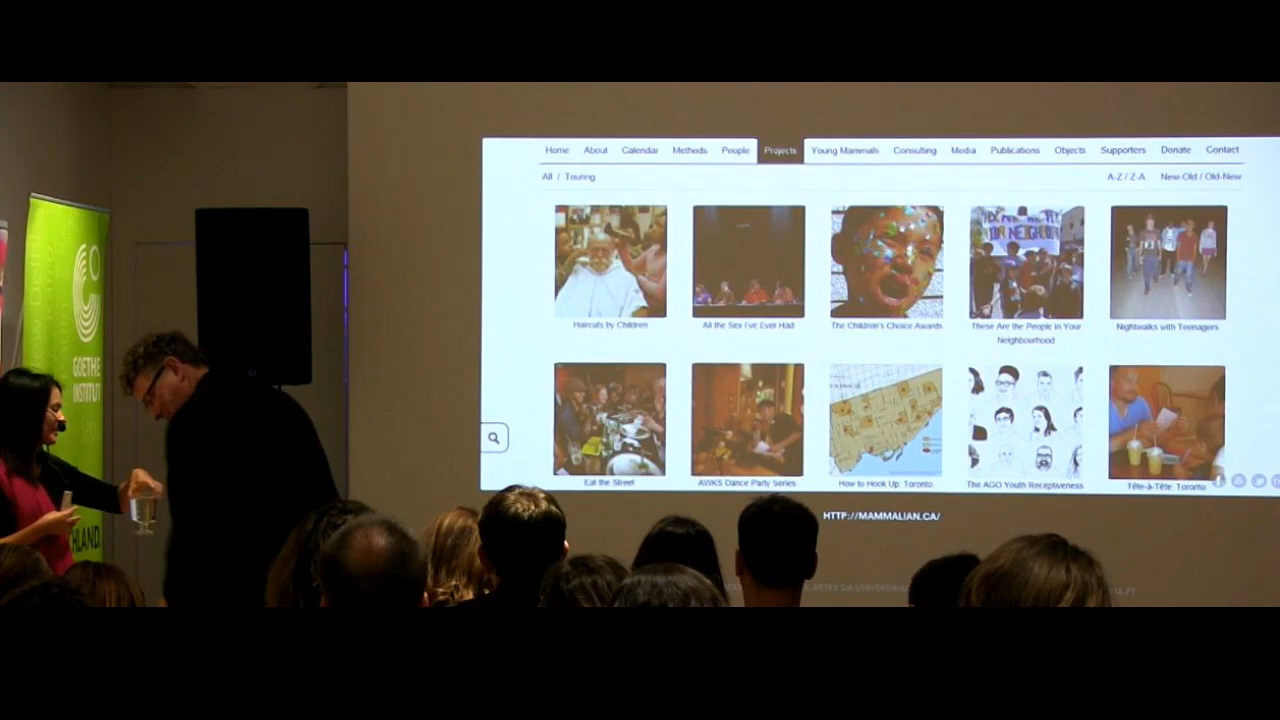 Home About Calendar Methods People Projects Young Mammals Consulting Media Publications Objects Supporters Donate Contact
All / Touring
A-Z / Z-A New-Old / Old-New
Haircuts by Children
All the Sex I've Ever Had
The Children's Choice Awards
These Are the People in Your
Neighbourhood
Nightwalks with Teenagers
Eat the Street
AWKS Dance Party Series
How to Hook Up: Toronto
The AGO Youth Receptiveness
Tête-à-Tête: Toronto
HTTP://MAMMALIAN.CA/
GOETHE
INSTITUT